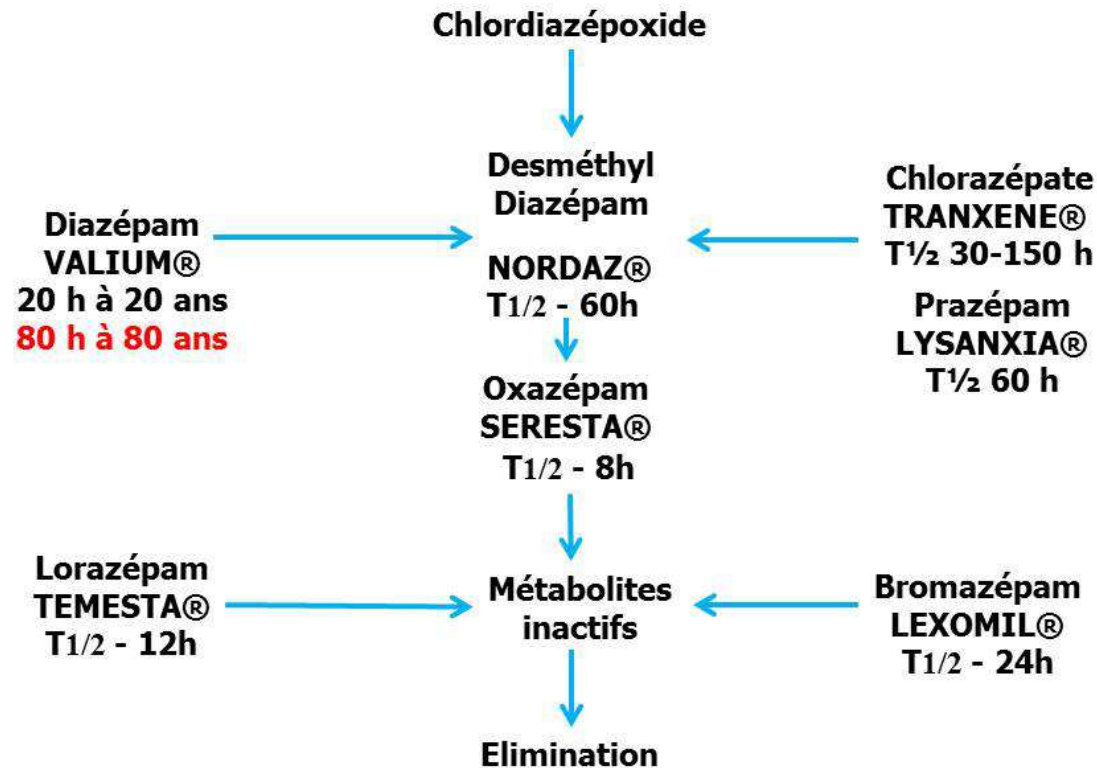 Chlordiazépoxide
Desméthyl
Diazépam
NORDAZ®
T1/2 - 60h
Diazépam
VALIUM®
20 h à 20 ans
80 h à 80 ans
Chlorazépate
TRANXENE®
T½ 30-150 h
Prazépam
LYSANXIA®
T½ 60 h
Oxazépam
SERESTA®
T1/2 - 8h
Lorazépam
TEMESTA®
T1/2 - 12h
Métabolites
inactifs
Bromazépam
LEXOMIL®
T1/2 - 24h
Elimination